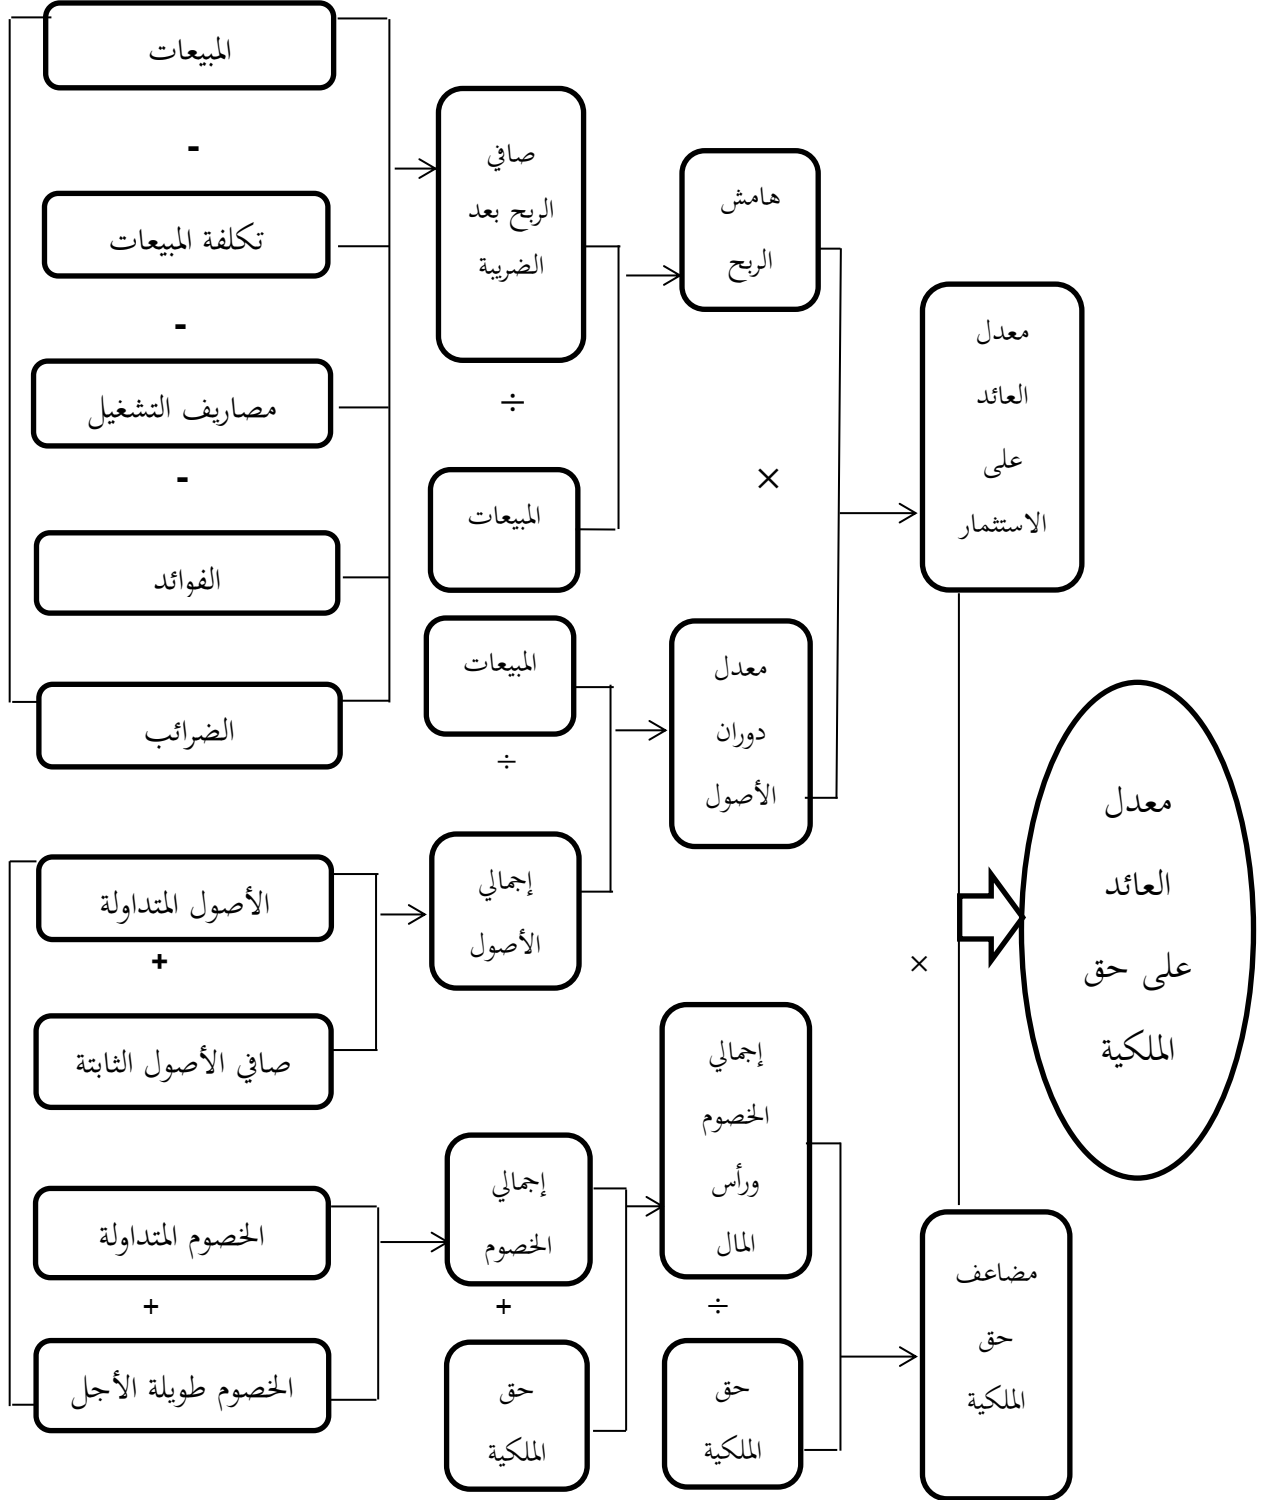 المبيعات
-
تكلفة المبيعات
-
مصاريف التشغيل
-
الفوائد
الضرائب
صافي
الربح بعد
الضريبة
÷
المبيعات
هامش
الربح
×
المبيعات
÷
إجمالي
الأصول
معدل
دوران
الأصول
معدل
العائد
على
الاستثمار
الأصول المتداولة
+
صافي الأصول الثابتة
الخصوم المتداولة
+
الخصوم طويلة الأجل
إجمالي
الخصوم
+
حق
الملكية
إجمالي
الخصوم
ورأس
المال
÷
حق
الملكية
×
مضاعف
حق
الملكية
معدل
العائد
على حق
الملكية